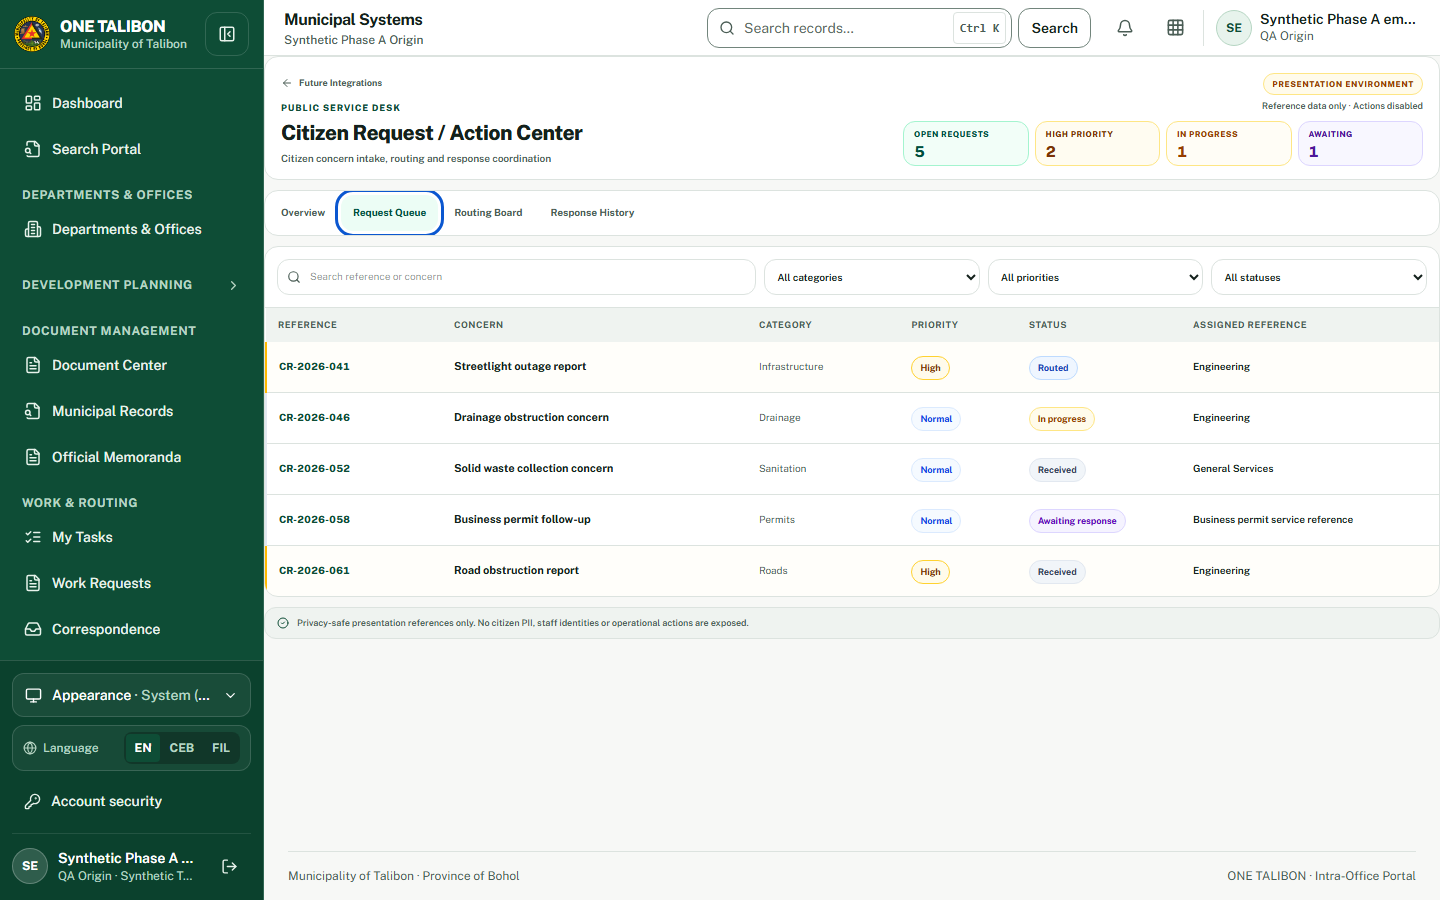 ONE TALIBON
Municipality of Talibon
Dashboard
Search Portal
DEPARTMENTS & OFFICES
Departments & Offices
DEVELOPMENT PLANNING
DOCUMENT MANAGEMENT
Document Center
Municipal Records
Official Memoranda
WORK & ROUTING
My Tasks
Work Requests
Correspondence
Appearance · System (...
Language EN CEB FIL
Account security
SE Synthetic Phase A ...
QA Origin · Synthetic T...
Municipal Systems
Synthetic Phase A Origin
Search records... Ctrl K Search
SE Synthetic Phase A em...
QA Origin
Future Integrations
PUBLIC SERVICE DESK
Citizen Request / Action Center
Citizen concern intake, routing and response coordination
PRESENTATION ENVIRONMENT
Reference data only · Actions disabled
OPEN REQUESTS HIGH PRIORITY IN PROGRESS AWAITING
5 2 1 1
Overview Request Queue Routing Board Response History
Search reference or concern All categories All priorities All statuses
REFERENCE CONCERN CATEGORY PRIORITY STATUS ASSIGNED REFERENCE
CR-2026-041 Streetlight outage report Infrastructure High Routed Engineering
CR-2026-046 Drainage obstruction concern Drainage Normal In progress Engineering
CR-2026-052 Solid waste collection concern Sanitation Normal Received General Services
CR-2026-058 Business permit follow-up Permits Normal Awaiting response Business permit service reference
CR-2026-061 Road obstruction report Roads High Received Engineering
Privacy-safe presentation references only. No citizen PII, staff identities or operational actions are exposed.
Municipality of Talibon · Province of Bohol
ONE TALIBON · Intra-Office Portal